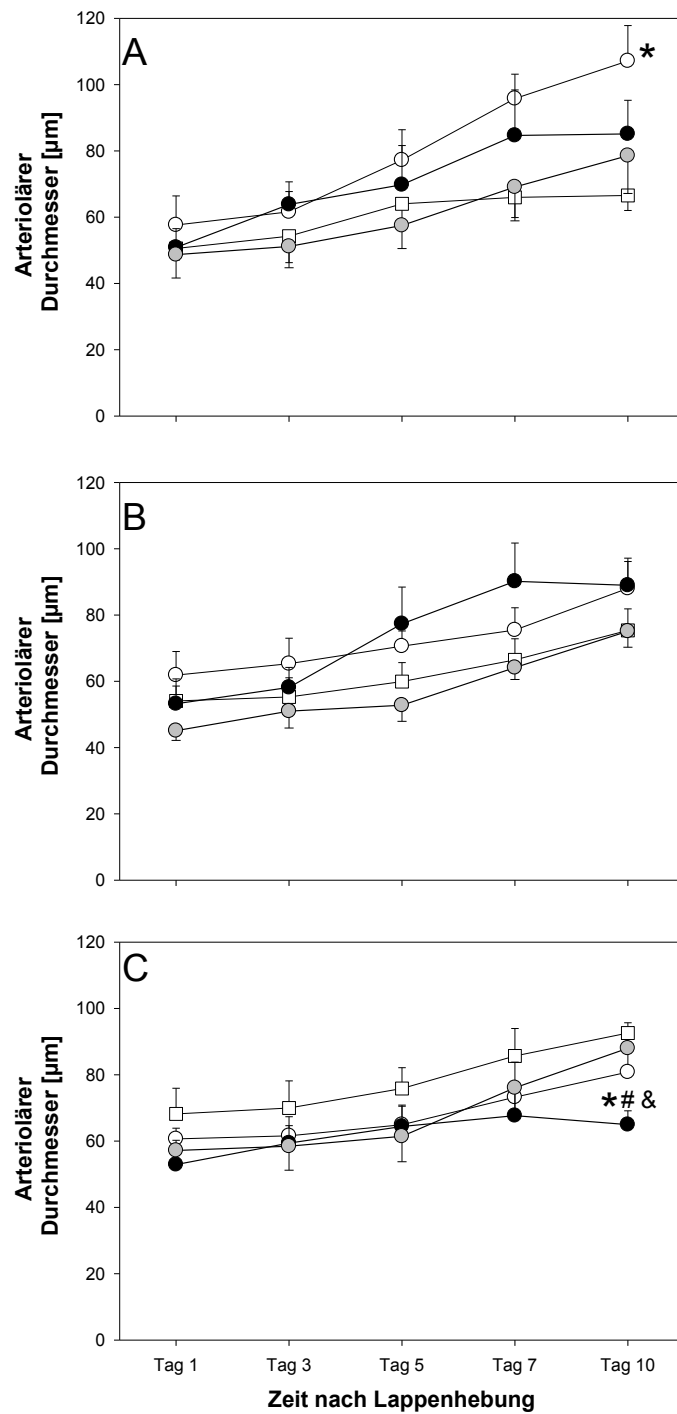 120
100
80
60
40
20
0
A
*
Arteriolärer
Durchmesser [µm]
120
100
80
60
40
20
0
B
Arteriolärer
Durchmesser [µm]
120
100
80
60
40
20
0
C
* # &
Arteriolärer
Durchmesser [µm]
Tag 1 Tag 3 Tag 5 Tag 7 Tag 10
Zeit nach Lappenhebung